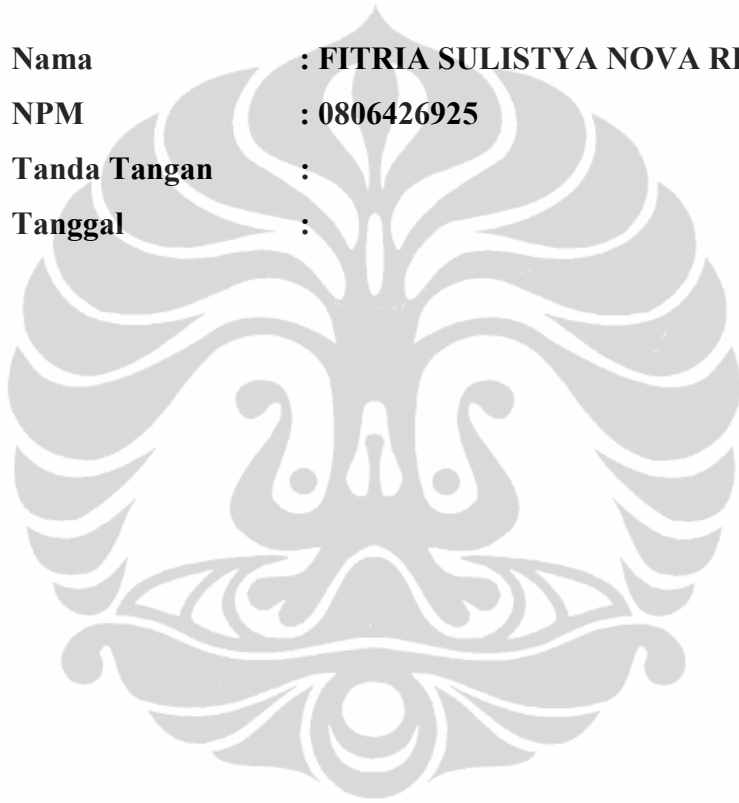 Nama : FITRIA SULISTYA NOVA
NPM : 0806426925
Tanda Tangan :
Tanggal :